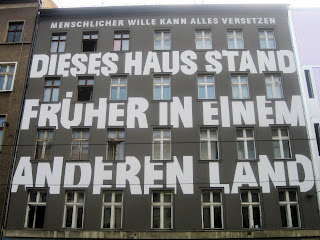 MENSCHLICHER WILLE KANN ALLES VERSETZEN
DIESES HAUS STAND
FRÜHER IN EINEM
ANDEREN LAND